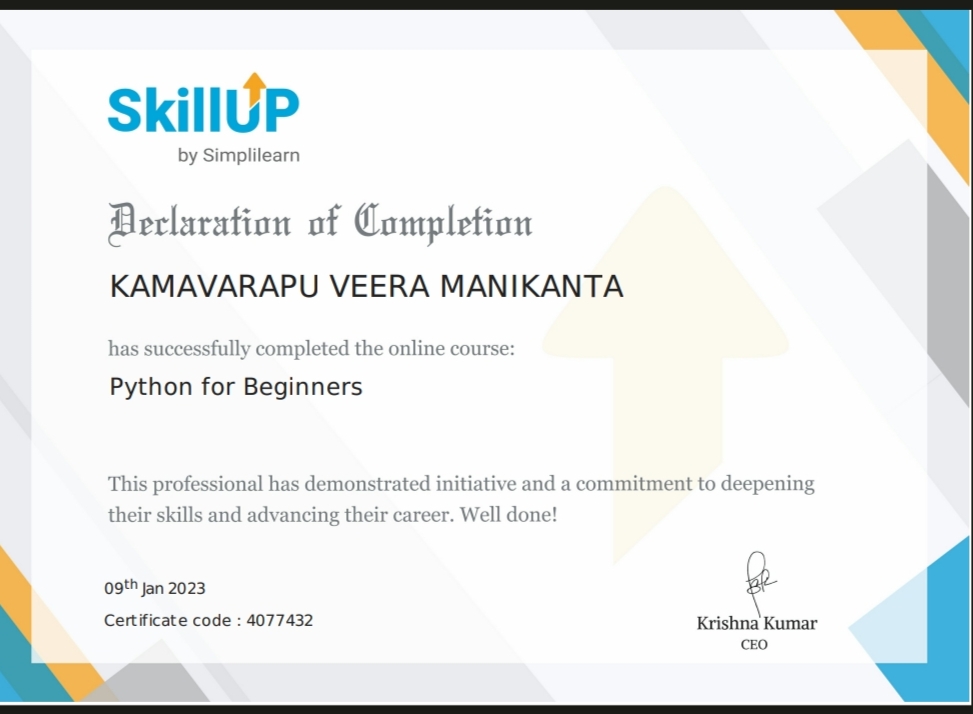 SkillUP
by Simplilearn
Declaration of Completion
KAMAVARAPU VEERA MANIKANTA
has successfully completed the online course:
Python for Beginners
This professional has demonstrated initiative and a commitment to deepening
their skills and advancing their career. Well done!
09th Jan 2023
Certificate code : 4077432
Krishna Kumar
CEO